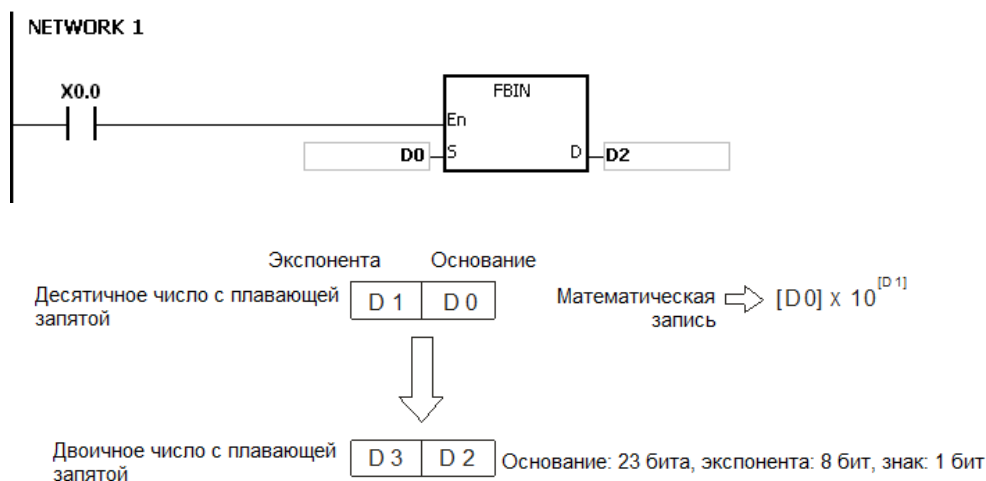 NETWORK 1
X0.0
FBIN
En
D0 S D D2
Экспонента Основание
Десятичное число с плавающей запятой
D 1 D 0
Математическая запись
[D0] x 10^[D 1]
Двоичное число с плавающей запятой
D 3 D 2
Основание: 23 бита, экспонента: 8 бит, знак: 1 бит